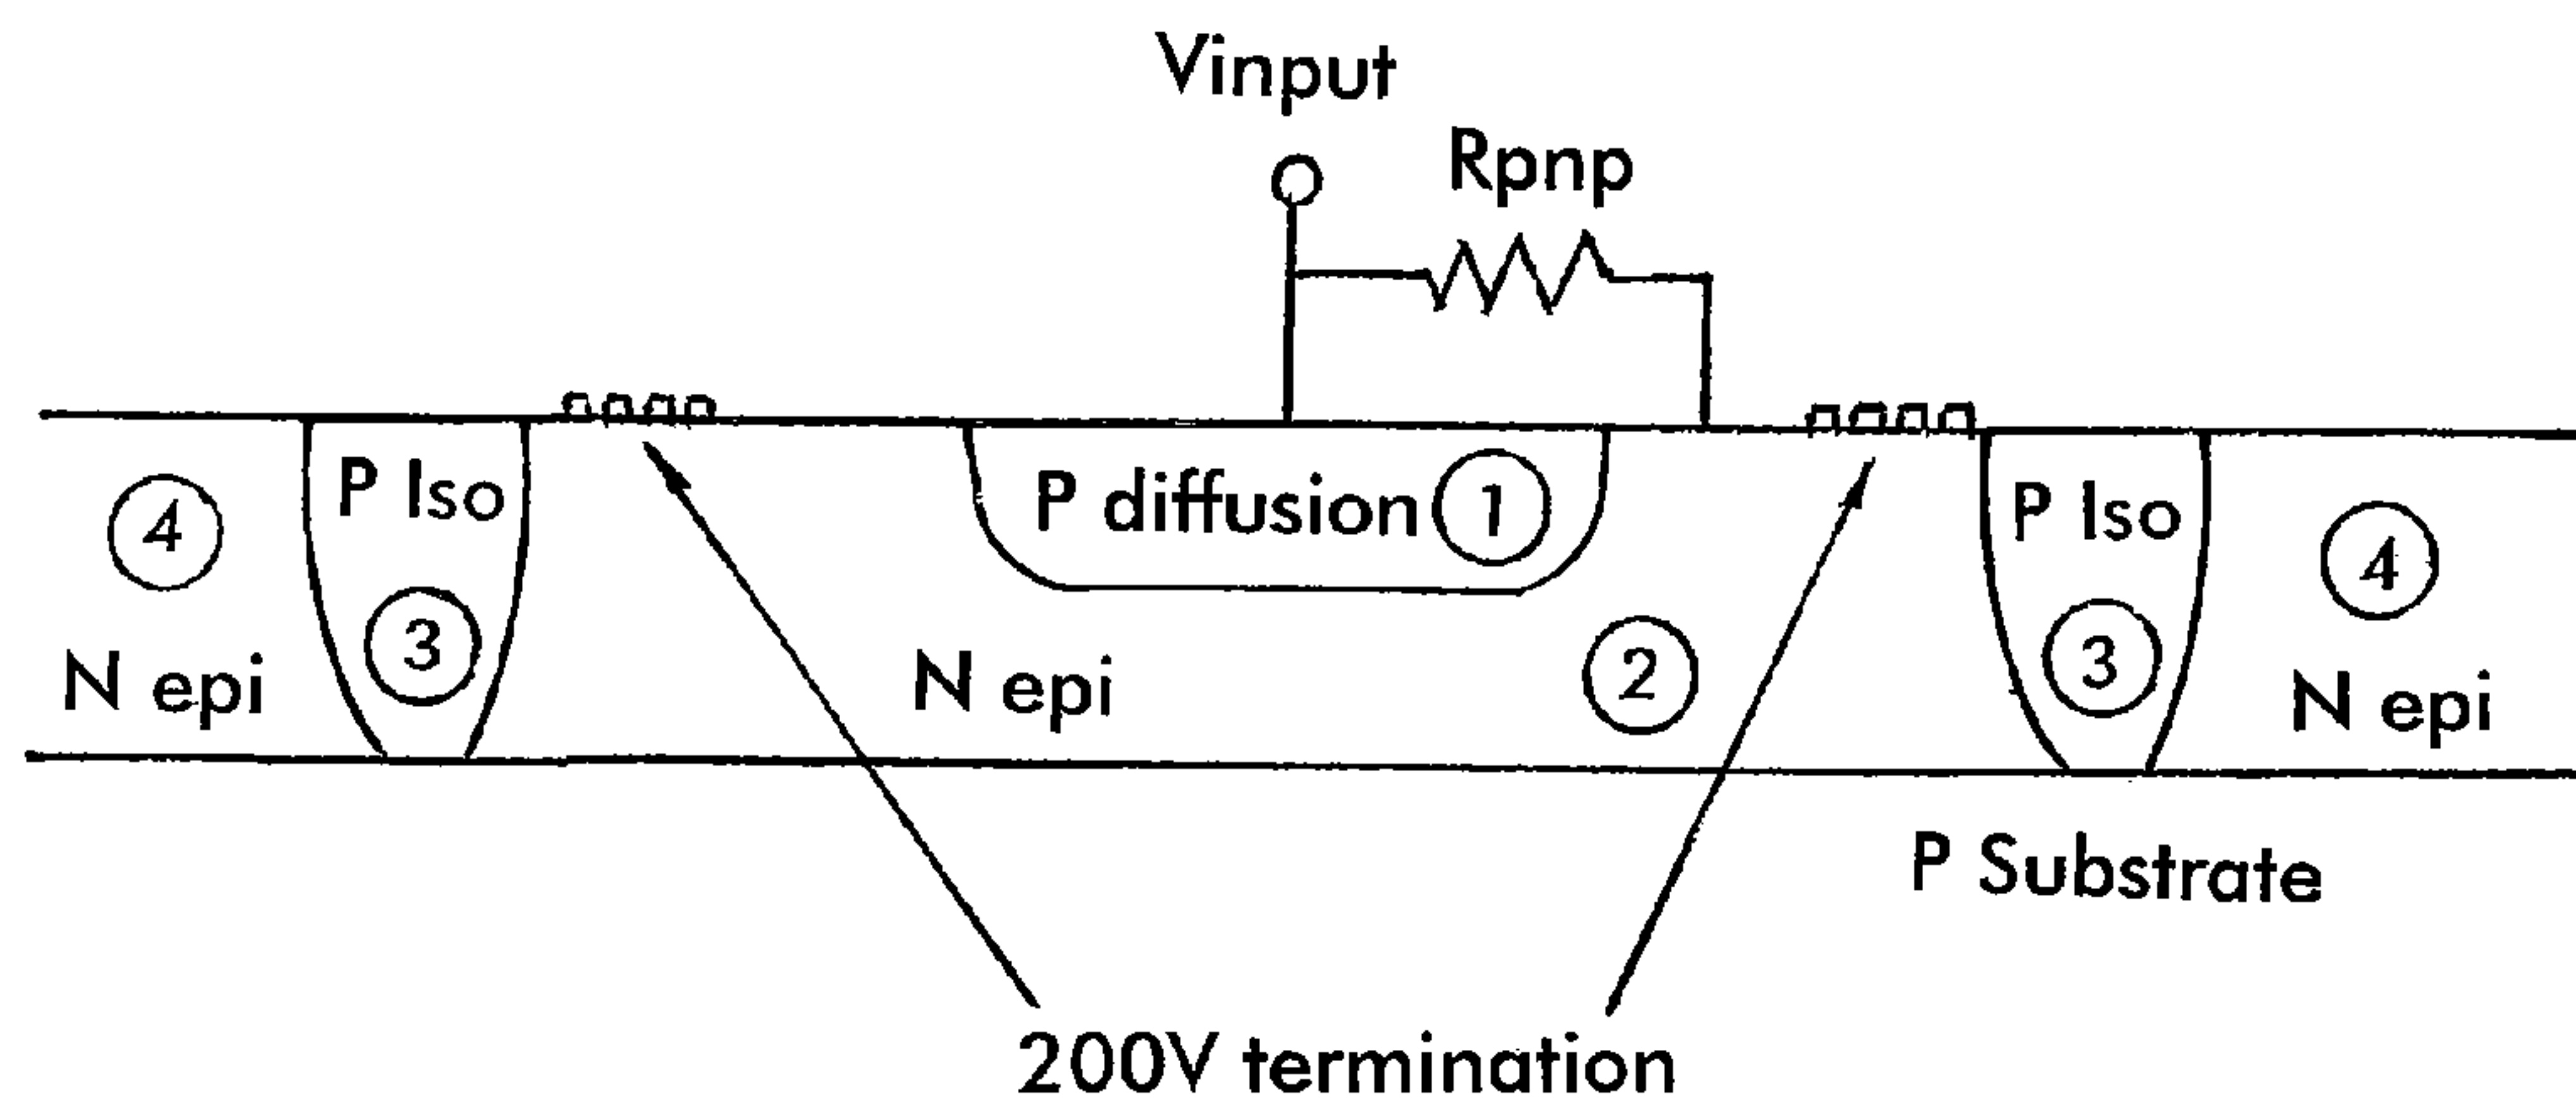 Vinput
Rpnp
P Iso
P diffusion 1
P Iso
4
3
2
3
4
N epi
N epi
N epi
P Substrate
200V termination